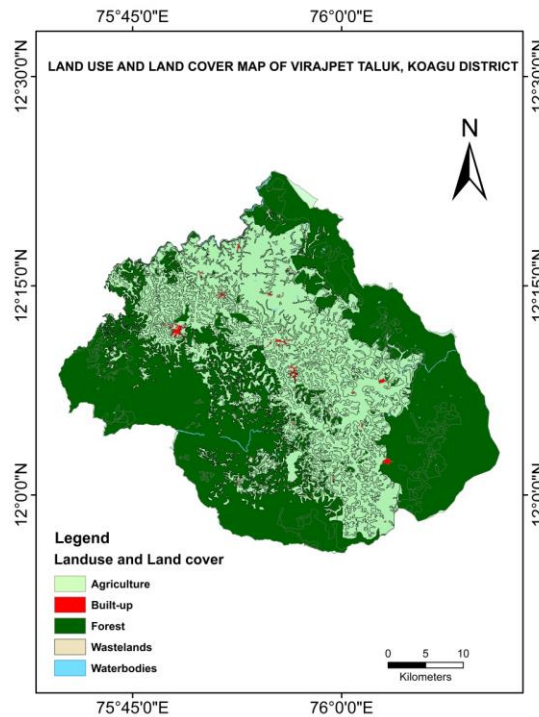 75°45'0"E 76°0'0"E
LAND USE AND LAND COVER MAP OF VIRAJPET TALUK, KOAGU DISTRICT
12°30'0"N 12°30'0"N
N
12°15'0"N 12°15'0"N
12°0'0"N 12°0'0"N
Legend
Landuse and Land cover
Agriculture
Built-up
Forest
Wastelands
Waterbodies
0 5 10
Kilometers
75°45'0"E 76°0'0"E